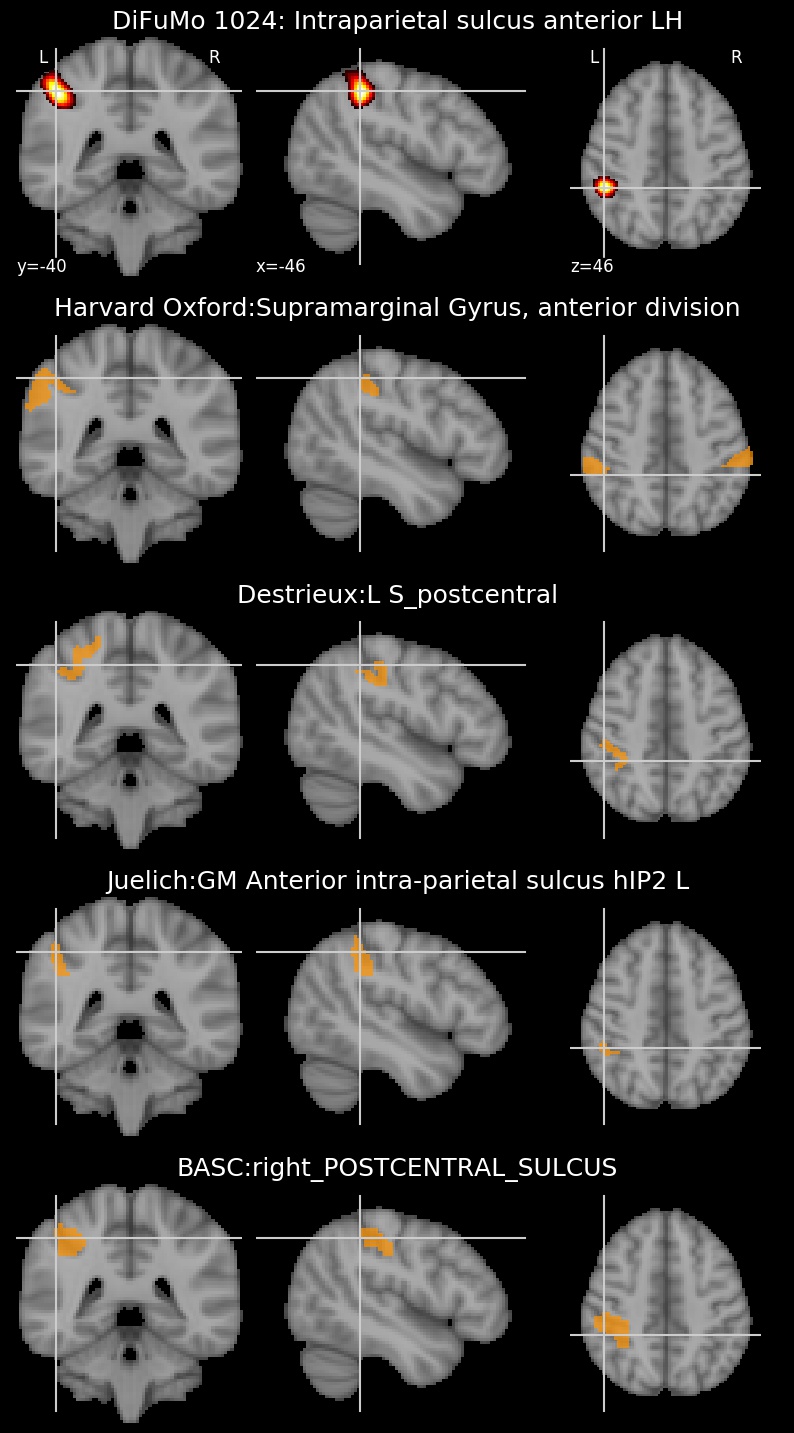 DiFuMo 1024: Intraparietal sulcus anterior LH
L R L R
y=-40 x=-46 z=46
Harvard Oxford:Supramarginal Gyrus, anterior division
Destrieux:L S_postcentral
Juelich:GM Anterior intra-parietal sulcus hIP2 L
BASC:right_POSTCENTRAL_SULCUS